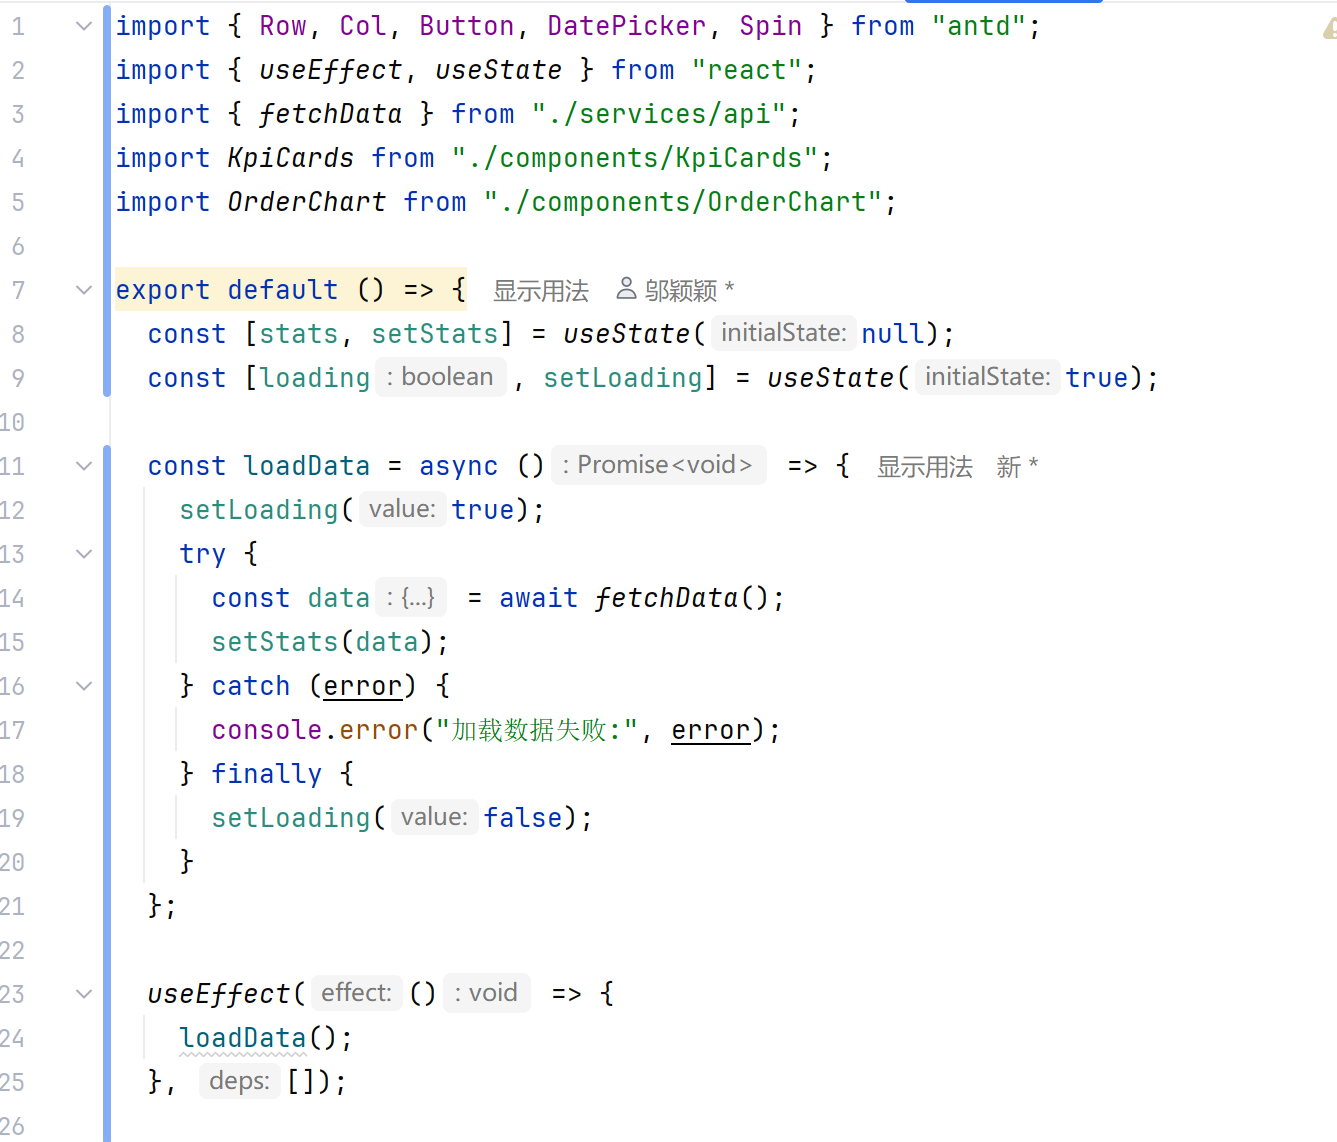 1 import { Row, Col, Button, DatePicker, Spin } from "antd";
2 import { useEffect, useState } from "react";
3 import { fetchData } from "./services/api";
4 import KpiCards from "./components/KpiCards";
5 import OrderChart from "./components/OrderChart";
6
7 export default () => { 显示用法 邬颖颖 *
8 const [stats, setStats] = useState( initialState: null);
9 const [loading : boolean , setLoading] = useState( initialState: true);
10
11 const loadData = async () : Promise<void> => { 显示用法 新 *
12 setLoading( value: true);
13 try {
14 const data : {...} = await fetchData();
15 setStats(data);
16 } catch (error) {
17 console.error("加载数据失败:", error);
18 } finally {
19 setLoading( value: false);
20 }
21 };
22
23 useEffect( effect: () : void => {
24 loadData();
25 }, deps: []);
26